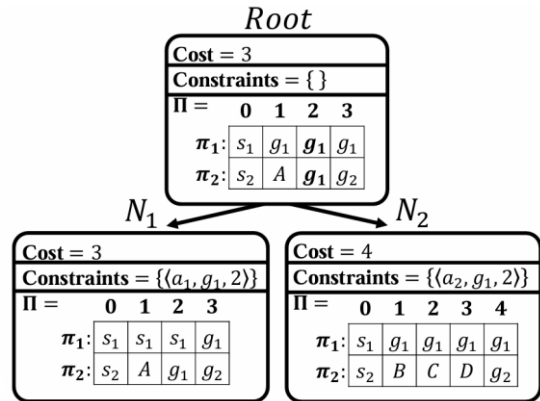 Root
Cost = 3
Constraints = { }
Π = 0 1 2 3
π₁: s₁ g₁ g₁ g₁
π₂: s₂ A g₁ g₂
N₁ N₂
Cost = 3
Constraints = {⟨a₁, g₁, 2⟩}
Π = 0 1 2 3
π₁: s₁ s₁ s₁ g₁
π₂: s₂ A g₁ g₂
Cost = 4
Constraints = {⟨a₂, g₁, 2⟩}
Π = 0 1 2 3 4
π₁: s₁ g₁ g₁ g₁ g₁
π₂: s₂ B C D g₂